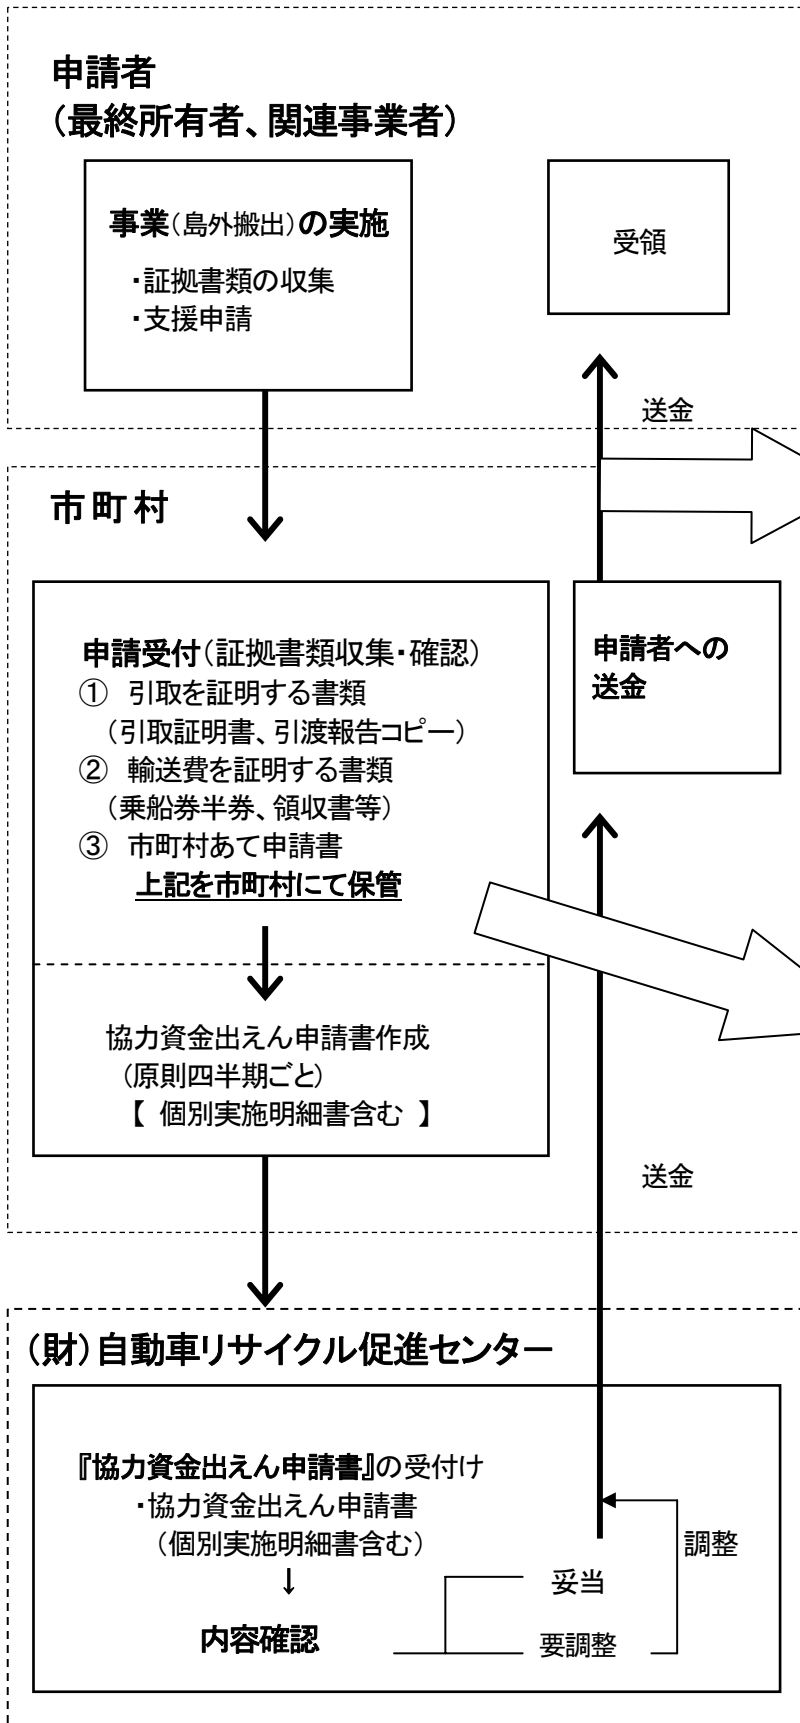 申請者
（最終所有者、関連事業者）
事業（島外搬出）の実施
・証拠書類の収集
・支援申請
受領
送金
市町村
申請受付（証拠書類収集・確認）
① 引取を証明する書類
（引取証明書、引渡報告コピー）
② 輸送費を証明する書類
（乗船券半券、領収書等）
③ 市町村あて申請書
上記を市町村にて保管
申請者への
送金
協力資金出えん申請書作成
（原則四半期ごと）
【 個別実施明細書含む 】
送金
（財）自動車リサイクル促進センター
『協力資金出えん申請書』の受付け
・協力資金出えん申請書
（個別実施明細書含む）
↓
内容確認
妥当
要調整
調整